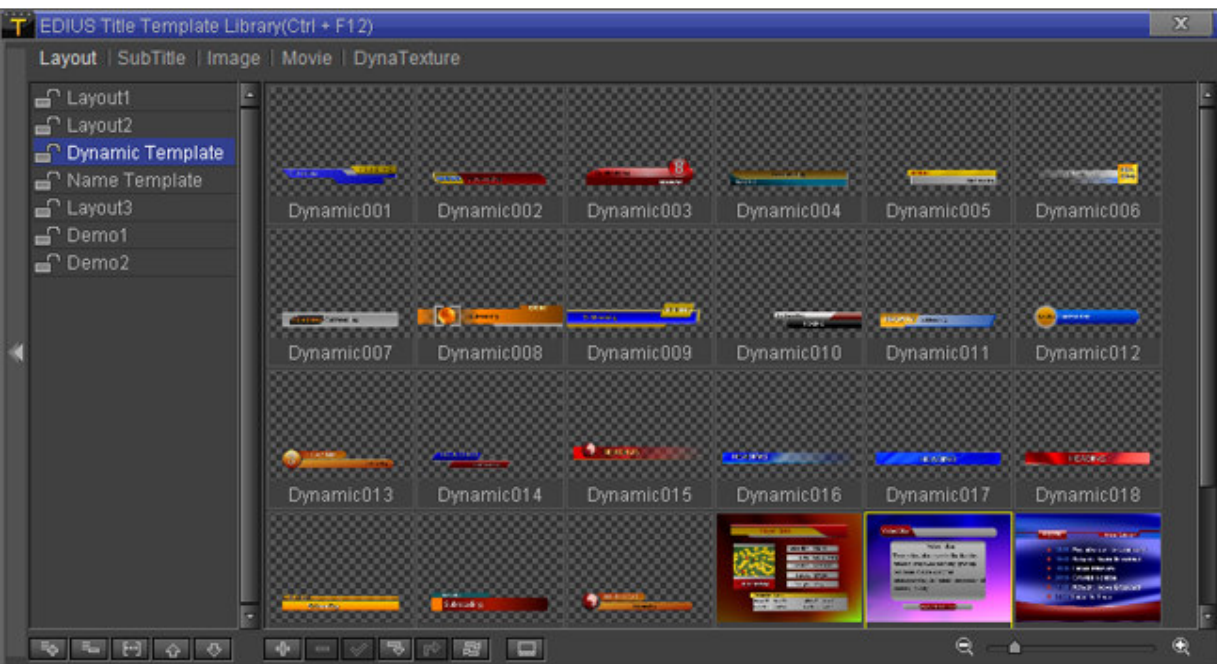 T EDIUS Title Template Library(Ctrl + F12) X
Layout | SubTitle | Image | Movie | DynaTexture
Layout1
Layout2
Dynamic Template
Name Template
Layout3
Demo1
Demo2
Dynamic001 Dynamic002 Dynamic003 Dynamic004 Dynamic005 Dynamic006
Dynamic007 Dynamic008 Dynamic009 Dynamic010 Dynamic011 Dynamic012
Dynamic013 Dynamic014 Dynamic015 Dynamic016 Dynamic017 Dynamic018
Subheading